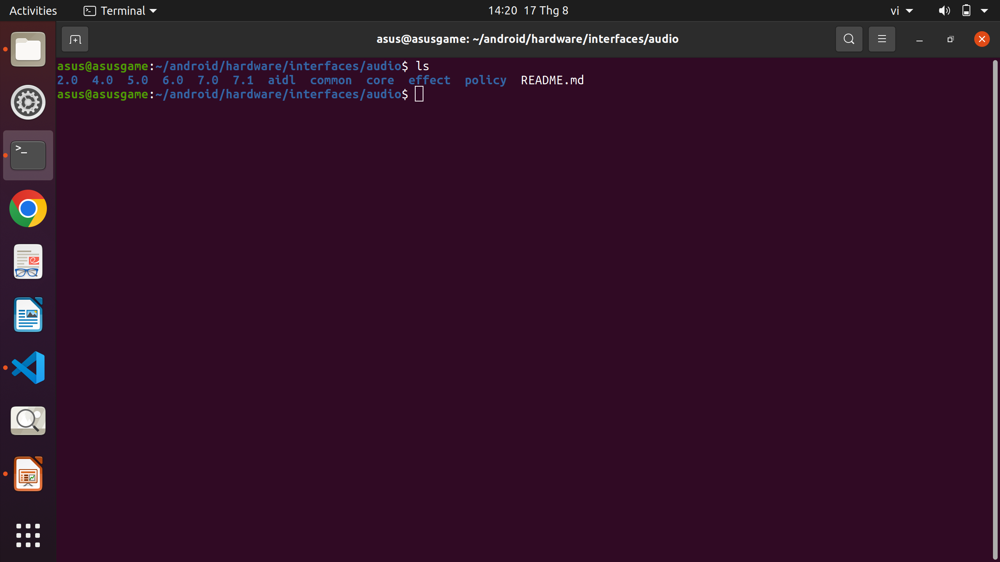 Activities Terminal 14:20 17 Thg 8 vi
asus@asusgame: ~/android/hardware/interfaces/audio
asus@asusgame:~/android/hardware/interfaces/audio$ ls
2.0 4.0 5.0 6.0 7.0 7.1 aidl common core effect policy README.md
asus@asusgame:~/android/hardware/interfaces/audio$